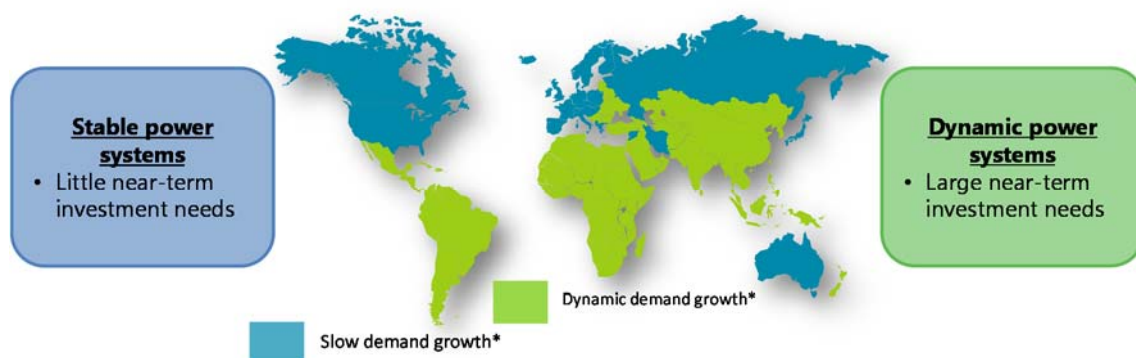 Stable power
systems
• Little near-term
investment needs
Dynamic power
systems
• Large near-term
investment needs
Dynamic demand growth*
Slow demand growth*